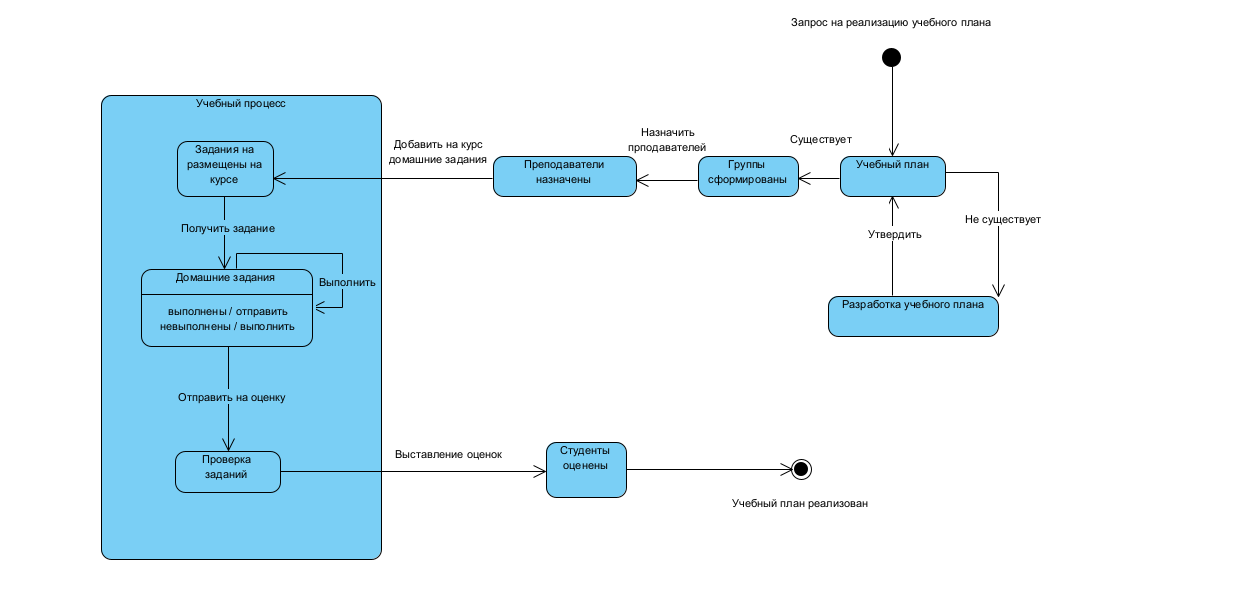 Запрос на реализацию учебного плана
Учебный процесс
Задания на
размещены на
курсе
Добавить на курс
домашние задания
Преподаватели
назначены
Назначить
прподавателей
Группы
сформированы
Существует
Учебный план
Не существует
Утвердить
Разработка учебного плана
Получить задание
Домашние задания
Выполнить
выполнены / отправить
невыполнены / выполнить
Отправить на оценку
Проверка
заданий
Выставление оценок
Студенты
оценены
Учебный план реализован